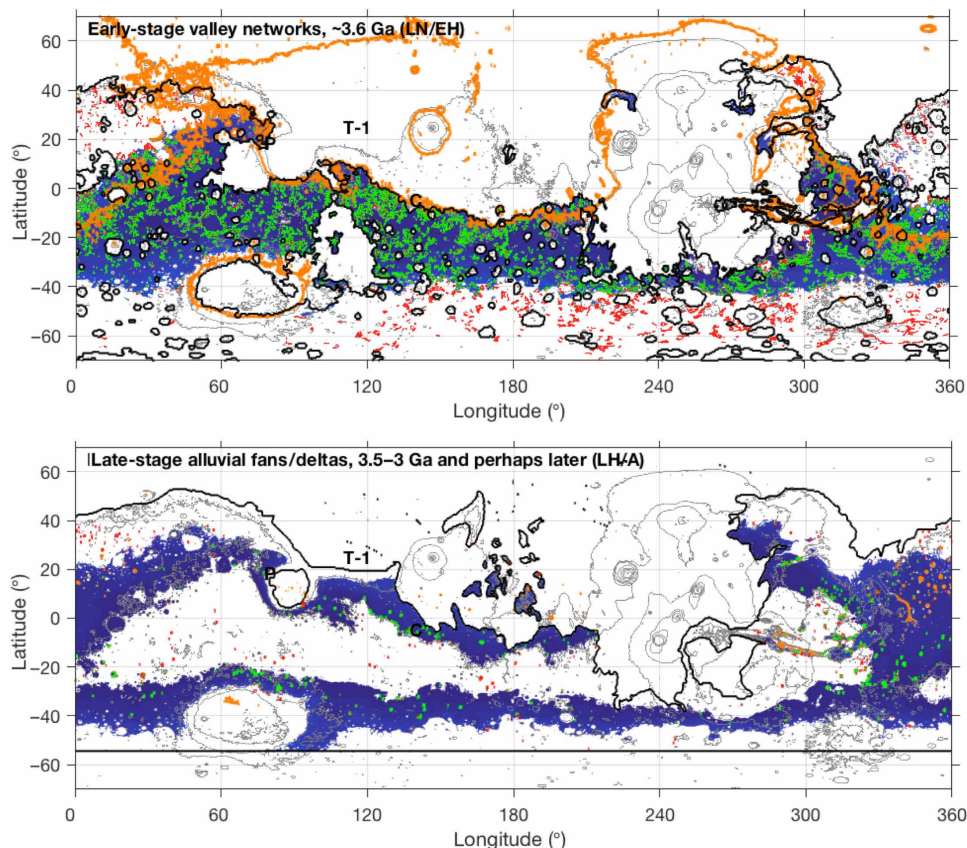 Early-stage valley networks, ~3.6 Ga (LN/EH)
60
40
20
0
−20
−40
−60
Latitude (°)
T-1
P
C
0
60
120
180
240
300
360
Longitude (°)
Late-stage alluvial fans/deltas, 3.5–3 Ga and perhaps later (LH/A)
60
40
20
0
−20
−40
−60
Latitude (°)
T-1
P
C
0
60
120
180
240
300
360
Longitude (°)